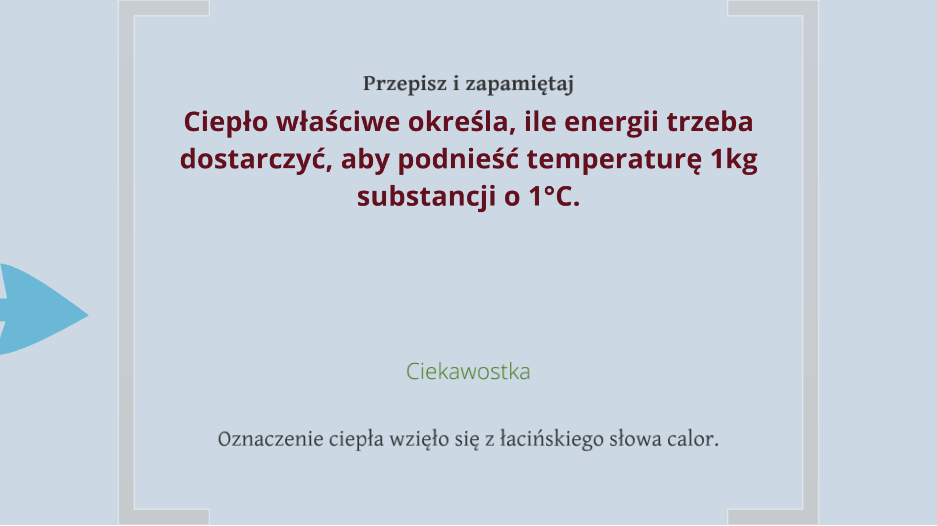 Przepisz i zapamiętaj
Ciepło właściwe określa, ile energii trzeba
dostarczyć, aby podnieść temperaturę 1kg
substancji o 1°C.
Ciekawostka
Oznaczenie ciepła wzięło się z łacińskiego słowa calor.